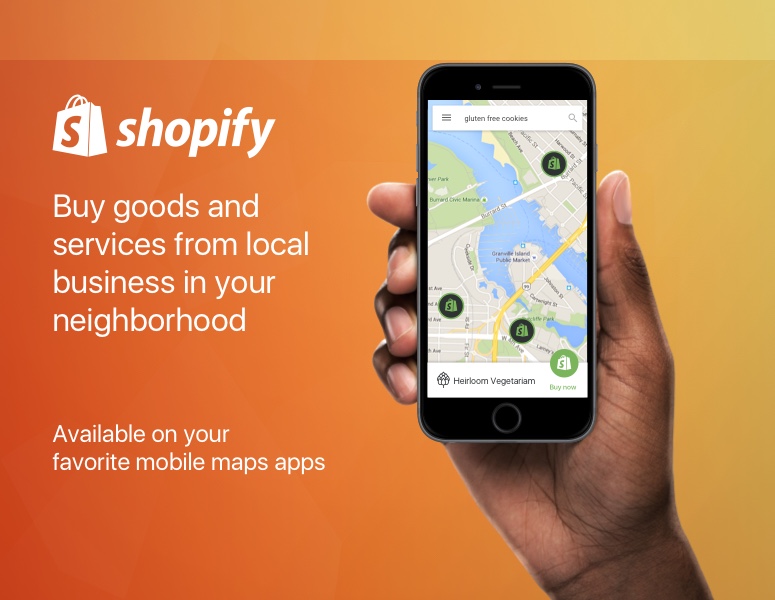 shopify
Buy goods and
services from local
business in your
neighborhood
Available on your
favorite mobile maps apps
gluten free cookies
Burrard Civic Marina
Burrard St
Granville Island
Public Market
99
Heirloom Vegetariam
Buy now